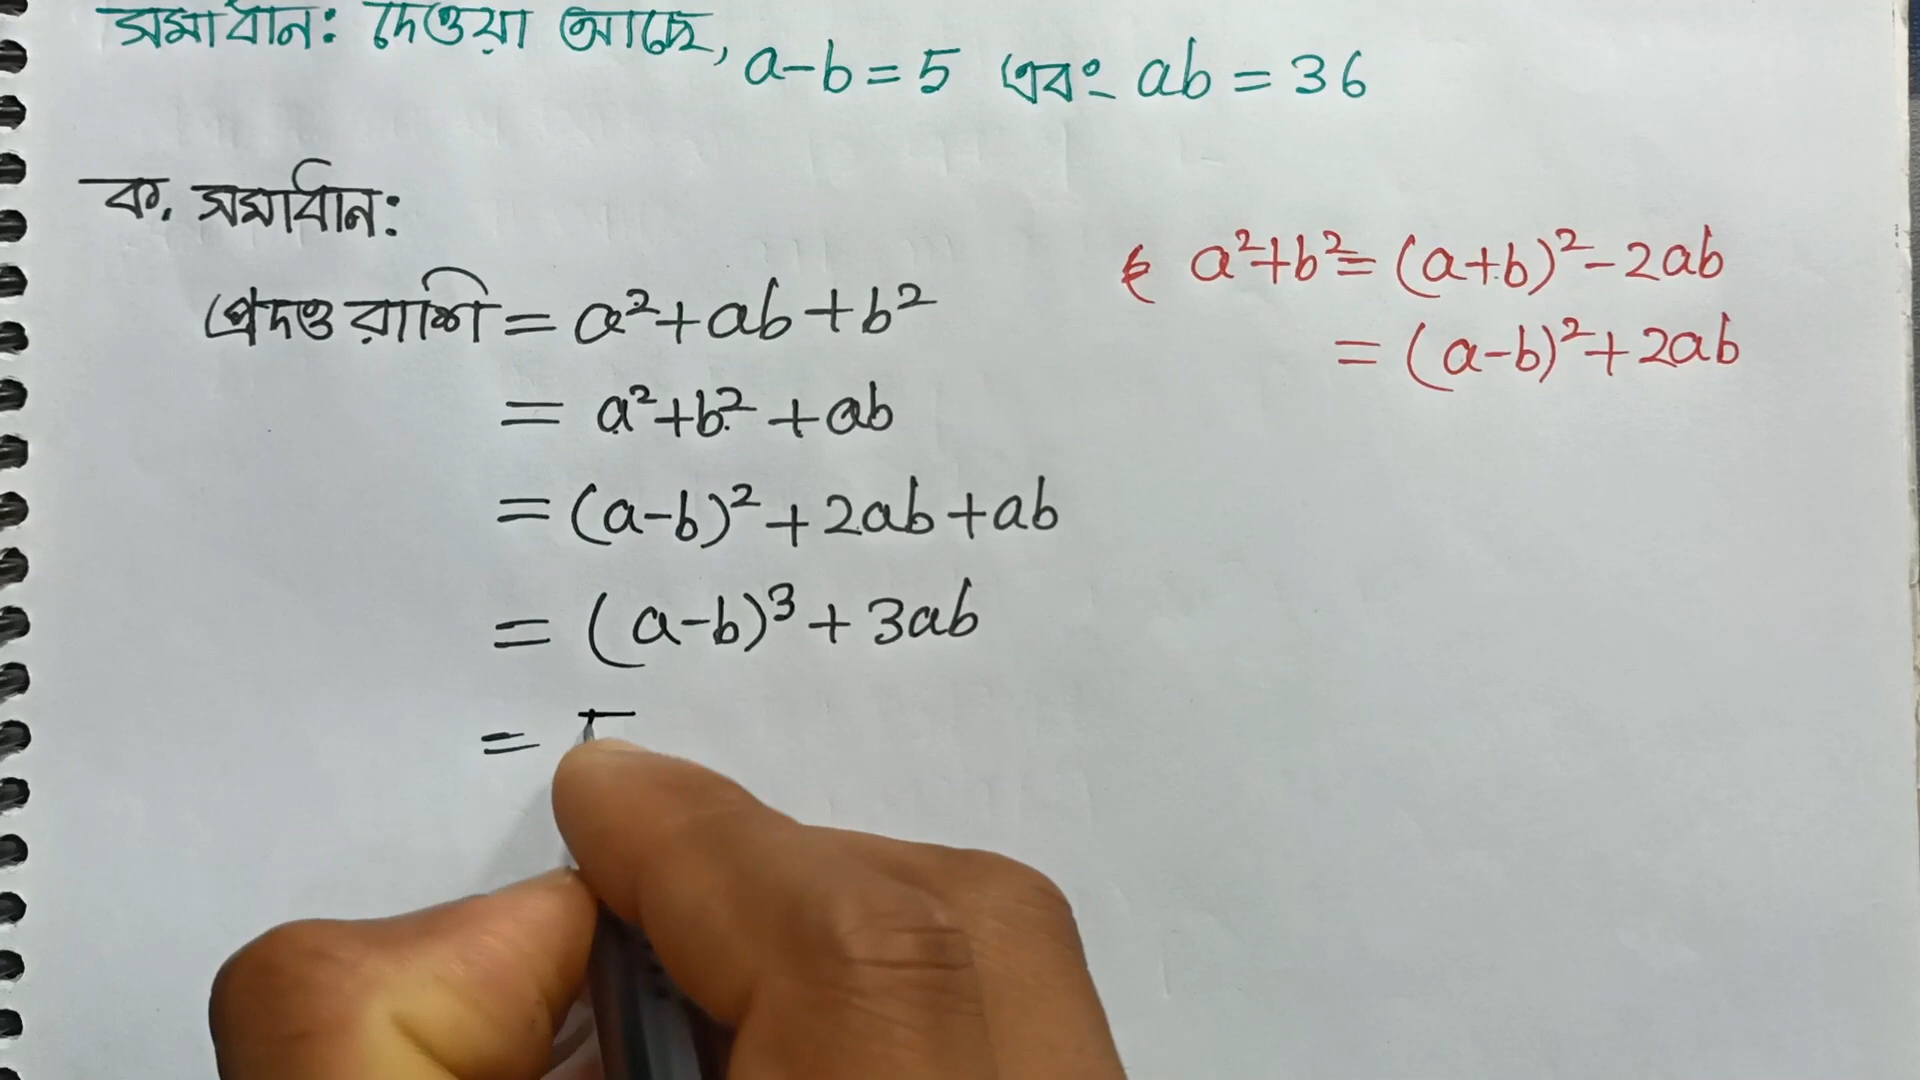 সমাধান: দেওয়া আছে, a-b=5 এবং ab=36
ক. সমাধান:
প্রদত্ত রাশি = a²+ab+b²
= a²+b²+ab
= (a-b)²+2ab+ab
= (a-b)³+3ab
=
a²+b²= (a+b)²-2ab
= (a-b)²+2ab